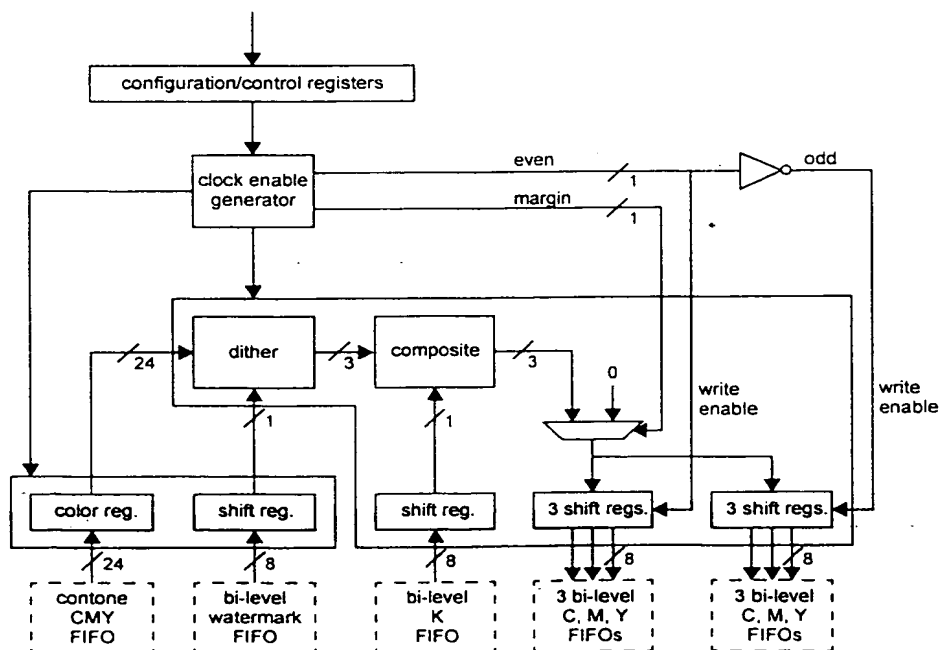 configuration/control registers
clock enable
generator
even
1
odd
margin
1
dither
composite
24
3
3
0
1
1
write
enable
write
enable
color reg.
shift reg.
shift reg.
3 shift regs.
3 shift regs.
24
8
8
8
8
contone
CMY
FIFO
bi-level
watermark
FIFO
bi-level
K
FIFO
3 bi-level
C, M, Y
FIFOs
3 bi-level
C, M, Y
FIFOs